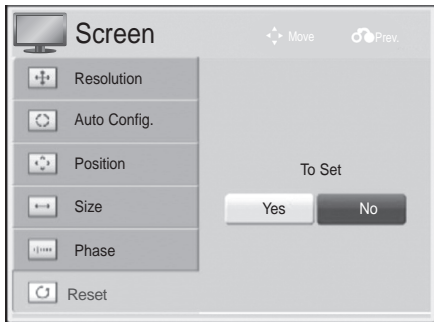 Screen
Move
Prev.
Resolution
Auto Config.
Position
Size
Phase
Reset
To Set
Yes No